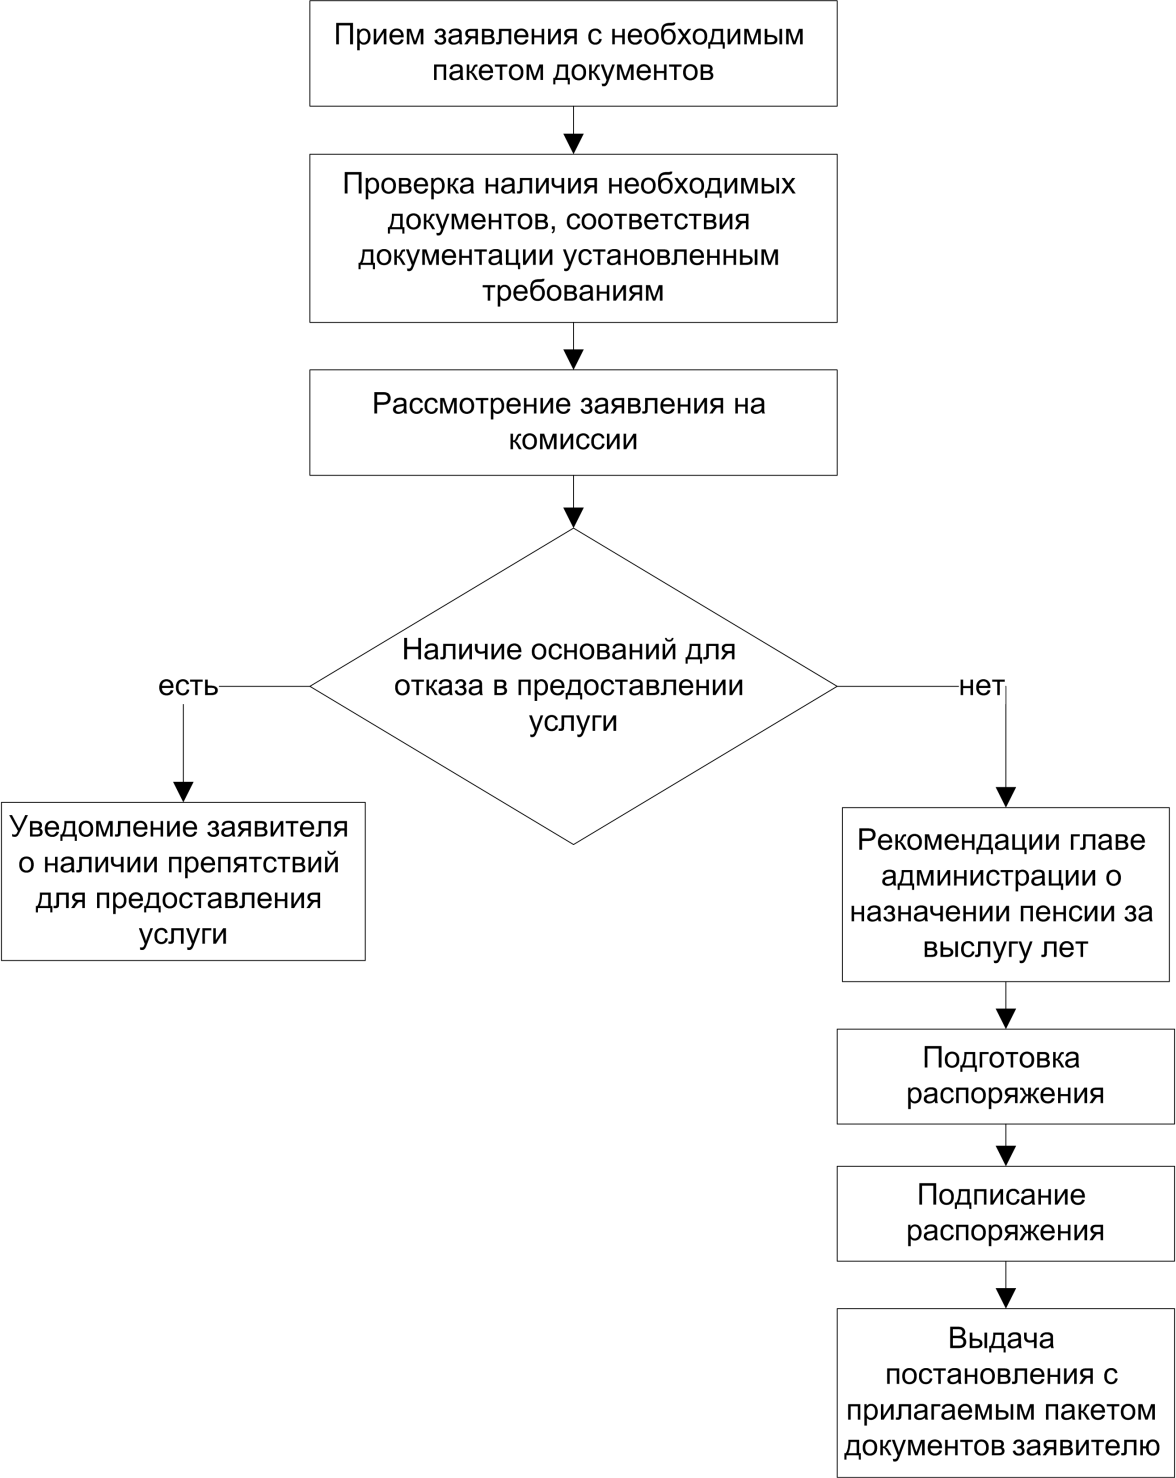 Прием заявления с необходимым
пакетом документов
Проверка наличия необходимых
документов, соответствия
документации установленным
требованиям
Рассмотрение заявления на
комиссии
Наличие оснований для
отказа в предоставлении
услуги
есть
нет
Уведомление заявителя
о наличии препятствий
для предоставления
услуги
Рекомендации главе
администрации о
назначении пенсии за
выслугу лет
Подготовка
распоряжения
Подписание
распоряжения
Выдача
постановления с
прилагаемым пакетом
документов заявителю